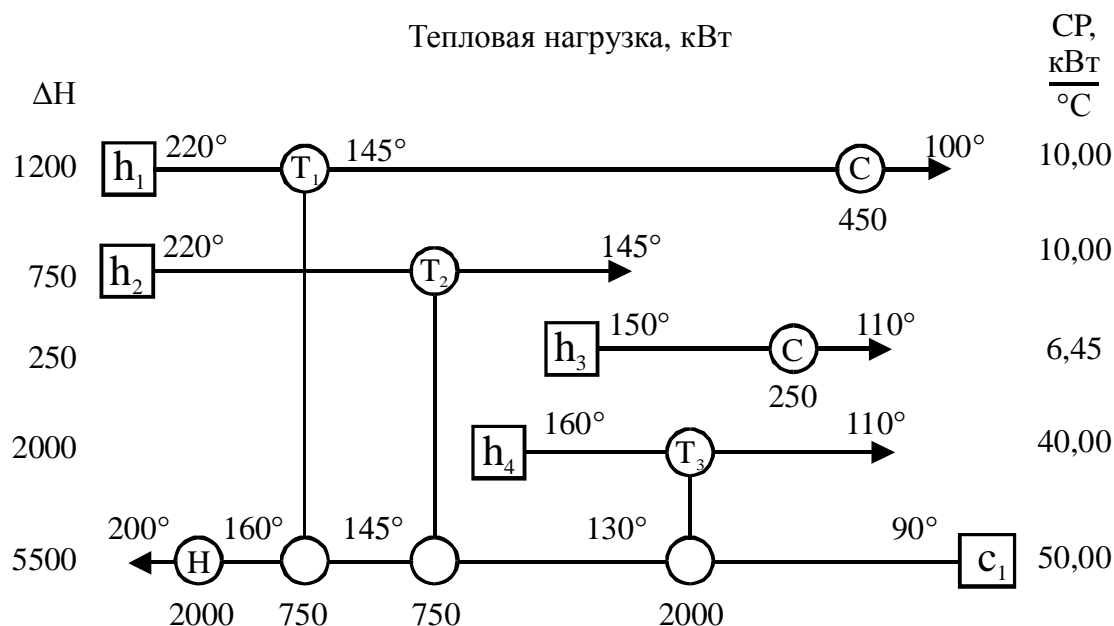 Тепловая нагрузка, кВт
CP,
кВт
°C
ΔH
1200 h₁ 220° T₁ 145° C 100° 10,00
450
750 h₂ 220° T₂ 145° 10,00
250 h₃ 150° C 110° 6,45
250
2000 h₄ 160° T₃ 110° 40,00
5500 200° H 160° 145° 130° 90° c₁ 50,00
2000 750 750 2000